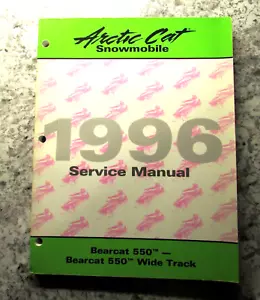 Arctic Cat
Snowmobile
1996
Service Manual
Bearcat 550™ —
Bearcat 550™ Wide Track